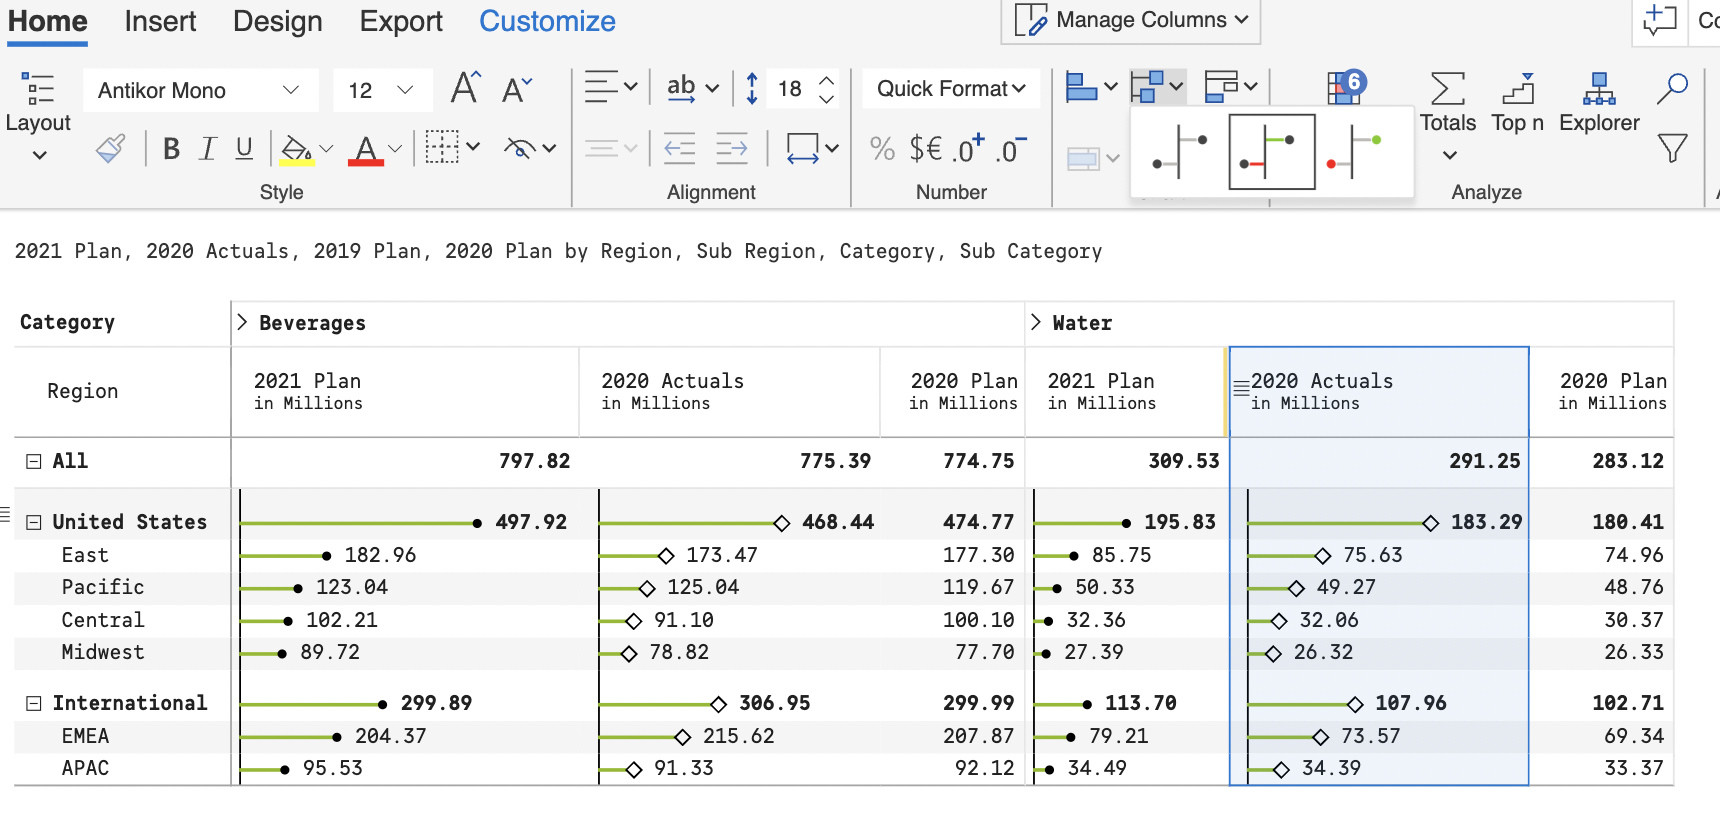 Home Insert Design Export Customize Manage Columns
Antikor Mono 12 ab 18 Quick Format 6
Layout Totals Top n Explorer
B I U A % $€ .0+ .0-
Style Alignment Number Analyze
2021 Plan, 2020 Actuals, 2019 Plan, 2020 Plan by Region, Sub Region, Category, Sub Category
Category Beverages Water
Region 2021 Plan 2020 Actuals 2020 Plan 2021 Plan 2020 Actuals 2020 Plan
in Millions in Millions in Millions in Millions in Millions in Millions
All 797.82 775.39 774.75 309.53 291.25 283.12
United States 497.92 468.44 474.77 195.83 183.29 180.41
East 182.96 173.47 177.30 85.75 75.63 74.96
Pacific 123.04 125.04 119.67 50.33 49.27 48.76
Central 102.21 91.10 100.10 32.36 32.06 30.37
Midwest 89.72 78.82 77.70 27.39 26.32 26.33
International 299.89 306.95 299.99 113.70 107.96 102.71
EMEA 204.37 215.62 207.87 79.21 73.57 69.34
APAC 95.53 91.33 92.12 34.49 34.39 33.37